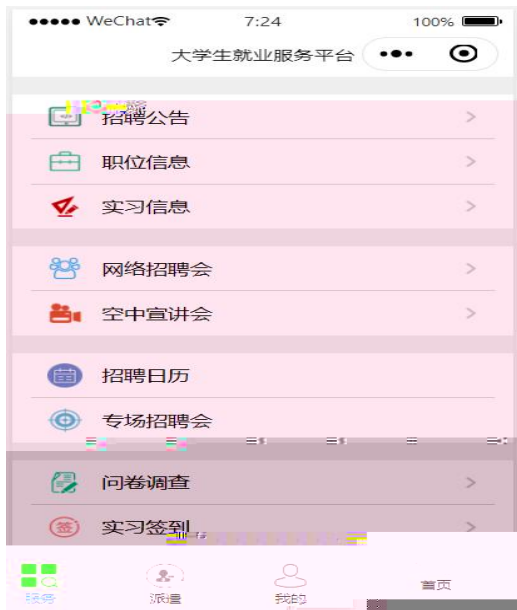 WeChat 7:24 100%
大学生就业服务平台
招聘公告
职位信息
实习信息
网络招聘会
空中宣讲会
招聘日历
专场招聘会
问卷调查
签 实习签到
服务 派遣 我的 首页